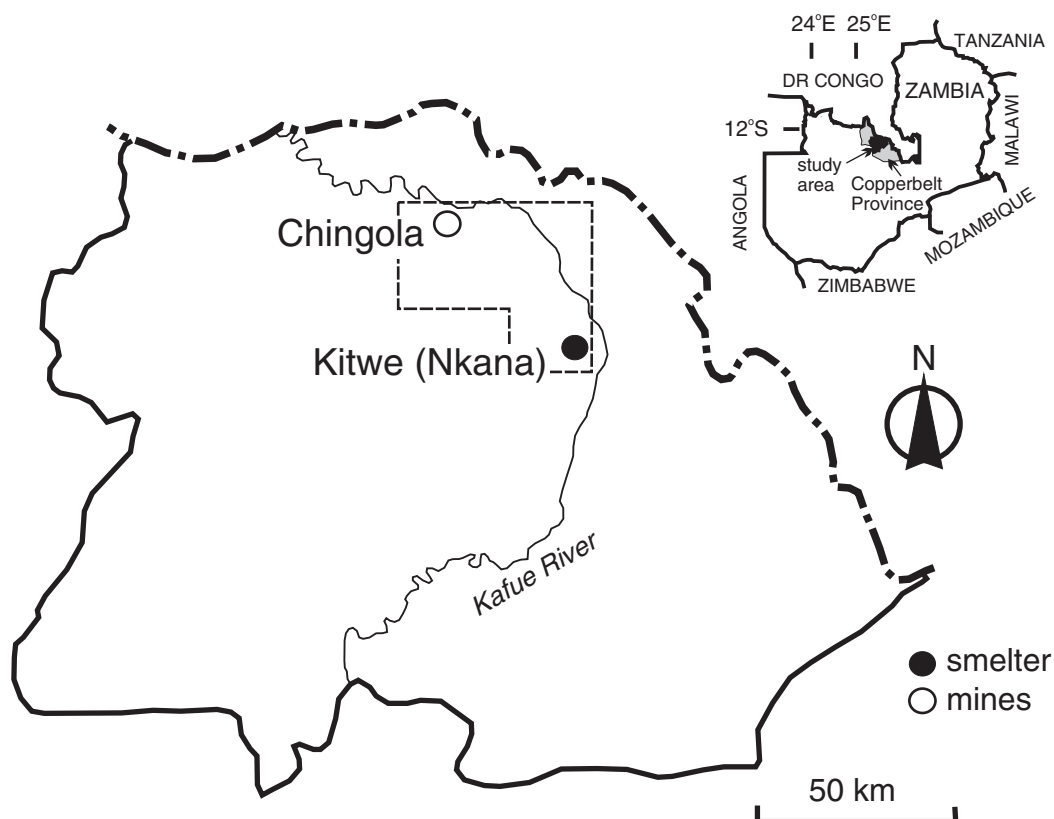 24°E 25°E
TANZANIA
DR CONGO
ZAMBIA
MALAWI
12°S
study
area
Copperbelt
Province
ANGOLA
MOZAMBIQUE
ZIMBABWE
Chingola
Kitwe (Nkana)
N
Kafue River
smelter
mines
50 km